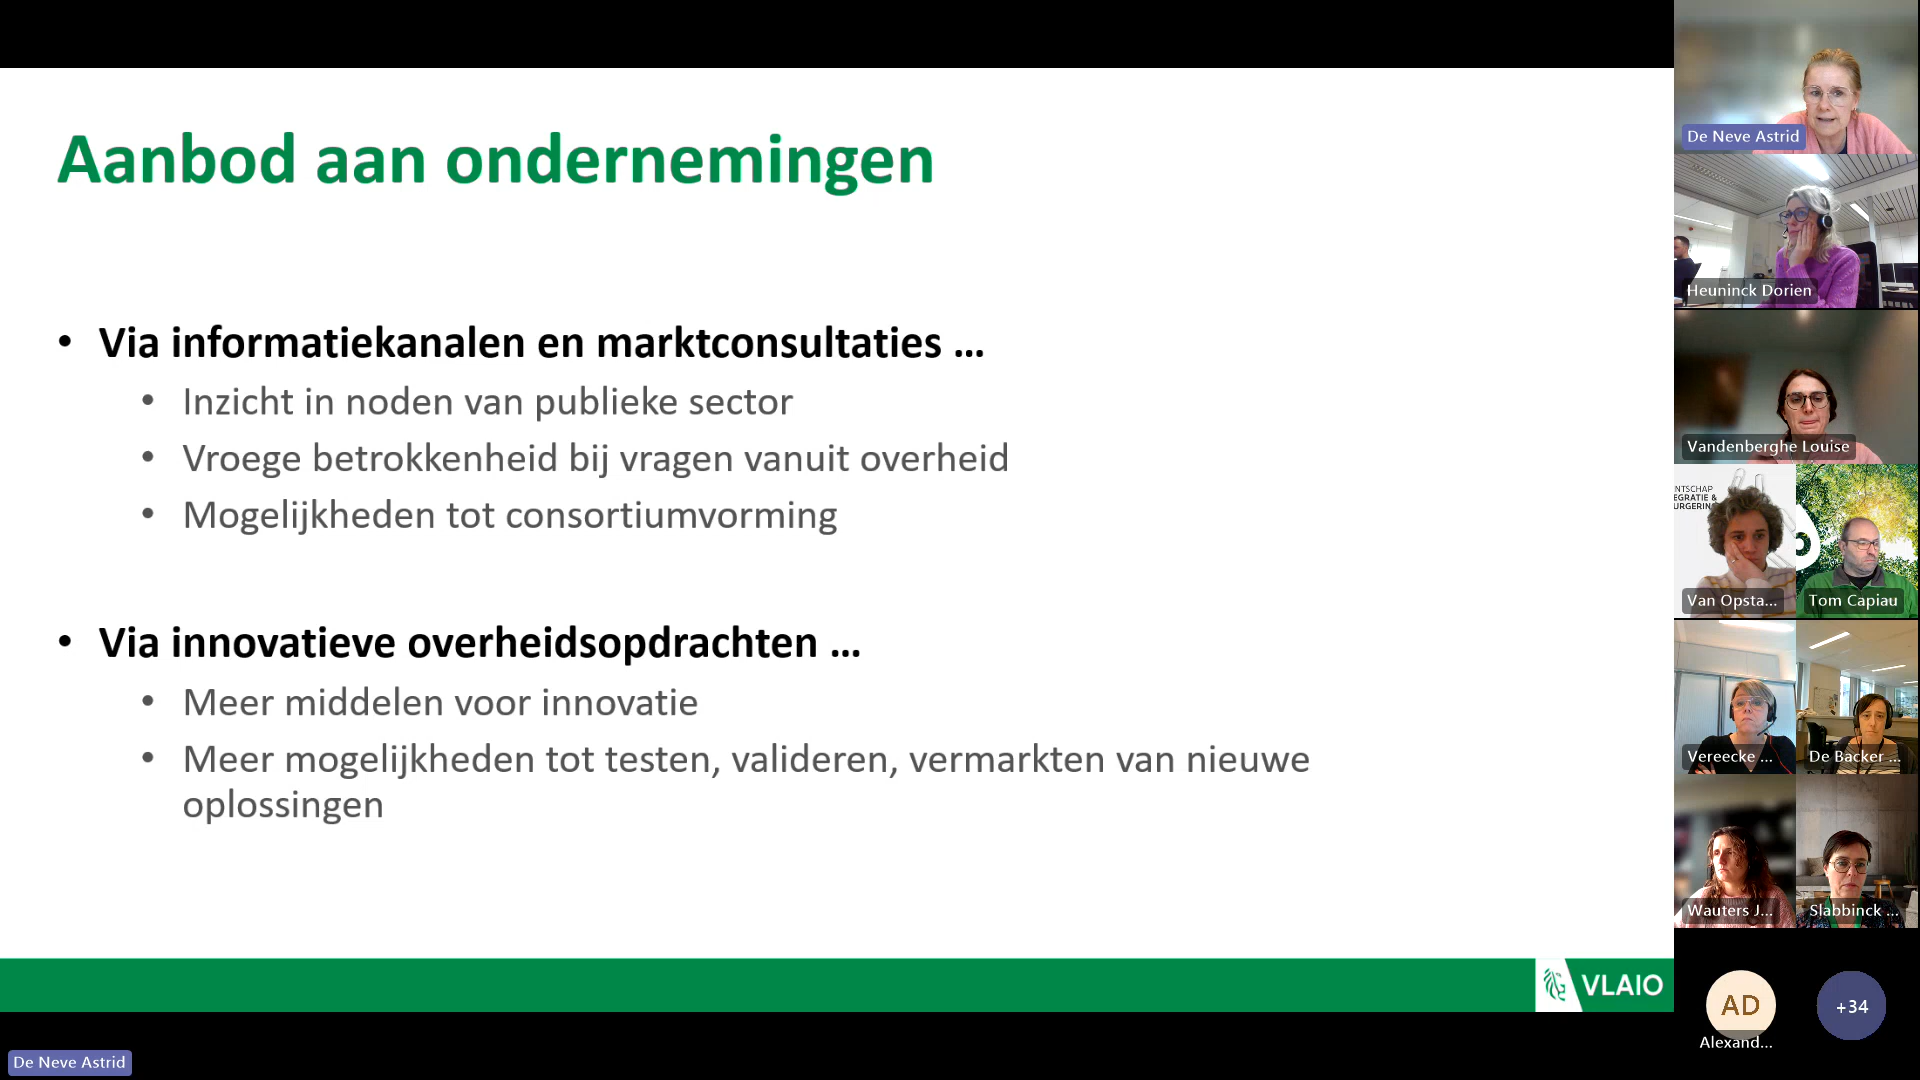 Aanbod aan ondernemingen
• Via informatiekanalen en marktconsultaties ...
• Inzicht in noden van publieke sector
• Vroege betrokkenheid bij vragen vanuit overheid
• Mogelijkheden tot consortiumvorming
• Via innovatieve overheidsopdrachten ...
• Meer middelen voor innovatie
• Meer mogelijkheden tot testen, valideren, vermarkten van nieuwe
oplossingen
VLAIO
De Neve Astrid
De Neve Astrid
Heuninck Dorien
Vandenberghe Louise
NTSCHAP
EGRATIE &
URGERIN
Van Opsta...
Tom Capiau
Vereecke ...
De Backer ...
Wauters J...
Slabbinck ...
AD
Alexand...
+34